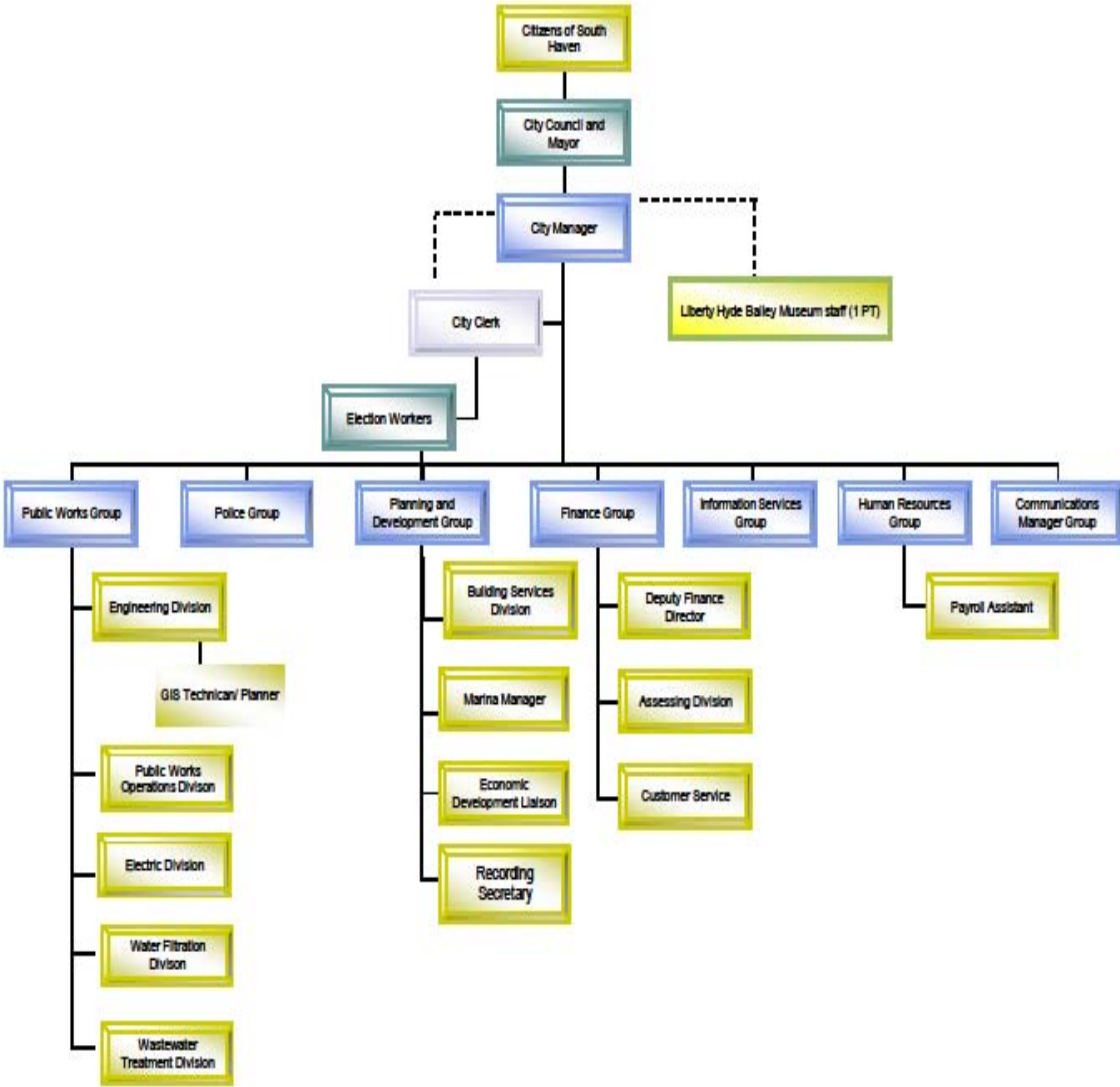 Citizens of South
Haven
City Council and
Mayor
City Manager
City Clerk
Liberty Hyde Bailey Museum staff (1 PT)
Election Workers
Public Works Group
Police Group
Planning and
Development Group
Finance Group
Information Services
Group
Human Resources
Group
Communications
Manager Group
Engineering Division
GIS Technican/ Planner
Public Works
Operations Divison
Electric Division
Water Filtration
Divison
Wastewater
Treatment Division
Building Services
Division
Marina Manager
Economic
Development Liaison
Recording
Secretary
Deputy Finance
Director
Assessing Division
Customer Service
Payroll Assistant